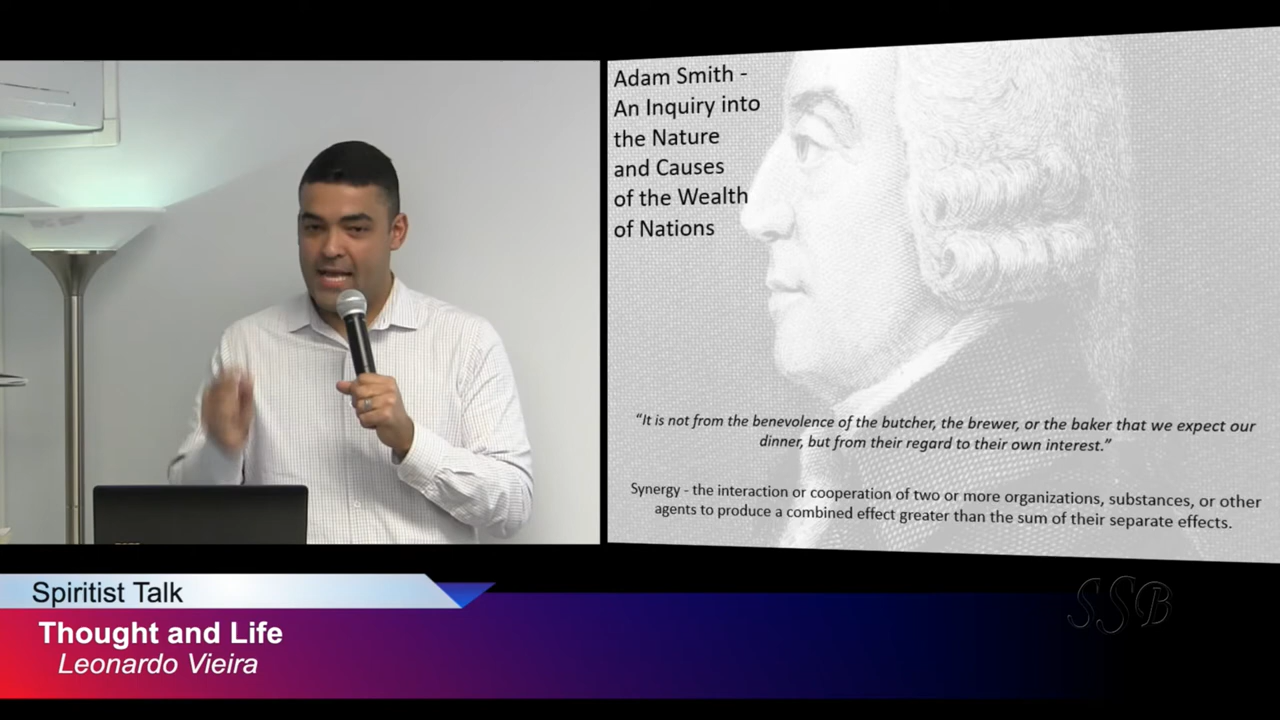 Adam Smith -
An Inquiry into
the Nature
and Causes
of the Wealth
of Nations
“It is not from the benevolence of the butcher, the brewer, or the baker that we expect our
dinner, but from their regard to their own interest.”
Synergy - the interaction or cooperation of two or more organizations, substances, or other
agents to produce a combined effect greater than the sum of their separate effects.
Spiritist Talk
Thought and Life
Leonardo Vieira
SSB